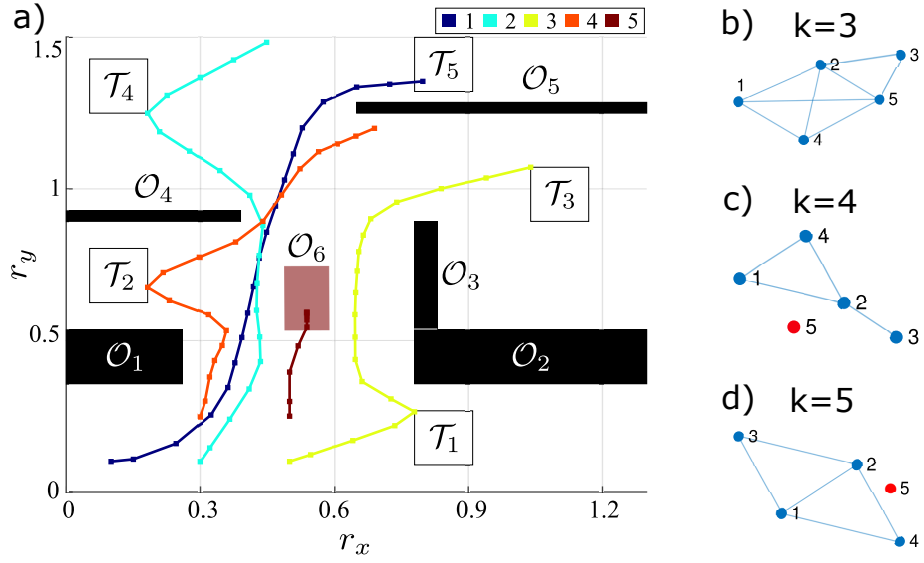 a)
1 2 3 4 5
1.5
1
0.5
0
0 0.3 0.6 0.9 1.2
r_y
r_x
𝒯₄
𝒯₅
𝒪₅
𝒪₄
𝒯₃
𝒪₆
𝒯₂
𝒪₃
𝒪₁
𝒪₂
𝒯₁
b) k=3
3
2
1
5
4
c) k=4
4
1
2
5
3
d) k=5
3
2
5
1
4